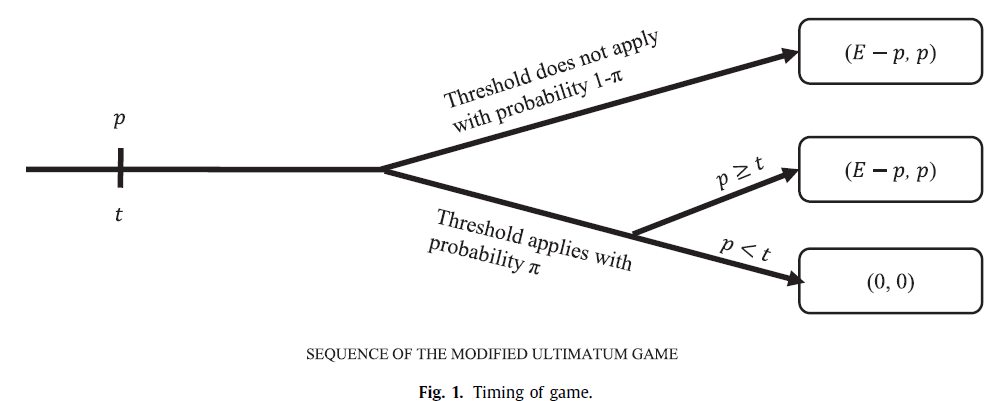 p
t
Threshold does not apply
with probability 1-π
(E − p, p)
p ≥ t
(E − p, p)
Threshold applies with
probability π
p < t
(0, 0)
SEQUENCE OF THE MODIFIED ULTIMATUM GAME
Fig. 1. Timing of game.